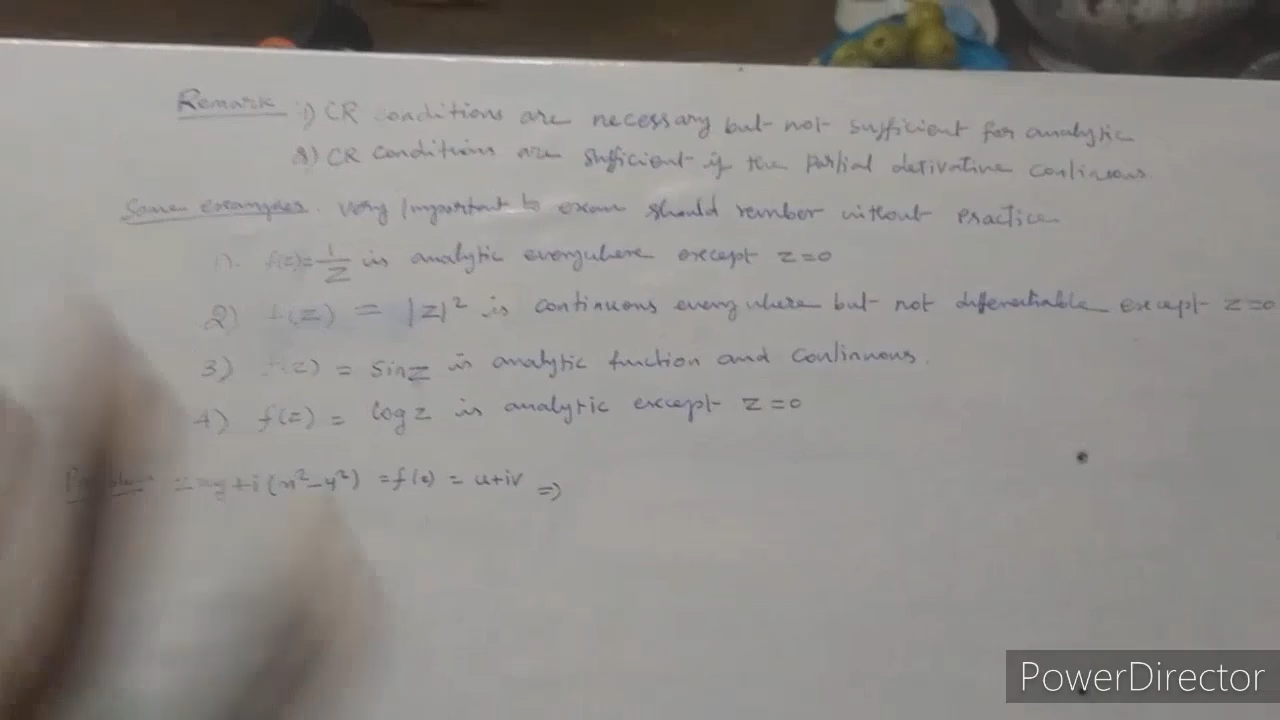 Remark 1) CR conditions are necessary but not sufficient for analytic
2) CR conditions are sufficient if the partial derivative continuous
Some examples. very important to exam should rember without practice
1). f(z)=1/z is analytic everywhere except z=0
2) f(z) = |z|² is continuous everywhere but not differentiable except z=0
3) f(z) = sin z is analytic function and continuous.
4) f(z) = log z is analytic except z=0
+i(x²-y²) = f(z) = u+iv ⇒
PowerDirector